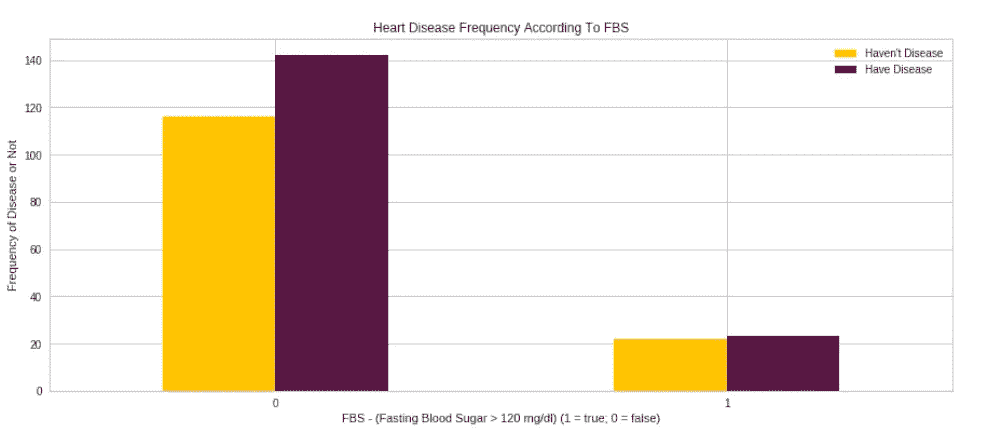 Heart Disease Frequency According To FBS
Haven't Disease
Have Disease
140
120
100
80
60
40
20
0
Frequency of Disease or Not
0
1
FBS - (Fasting Blood Sugar > 120 mg/dl) (1 = true; 0 = false)